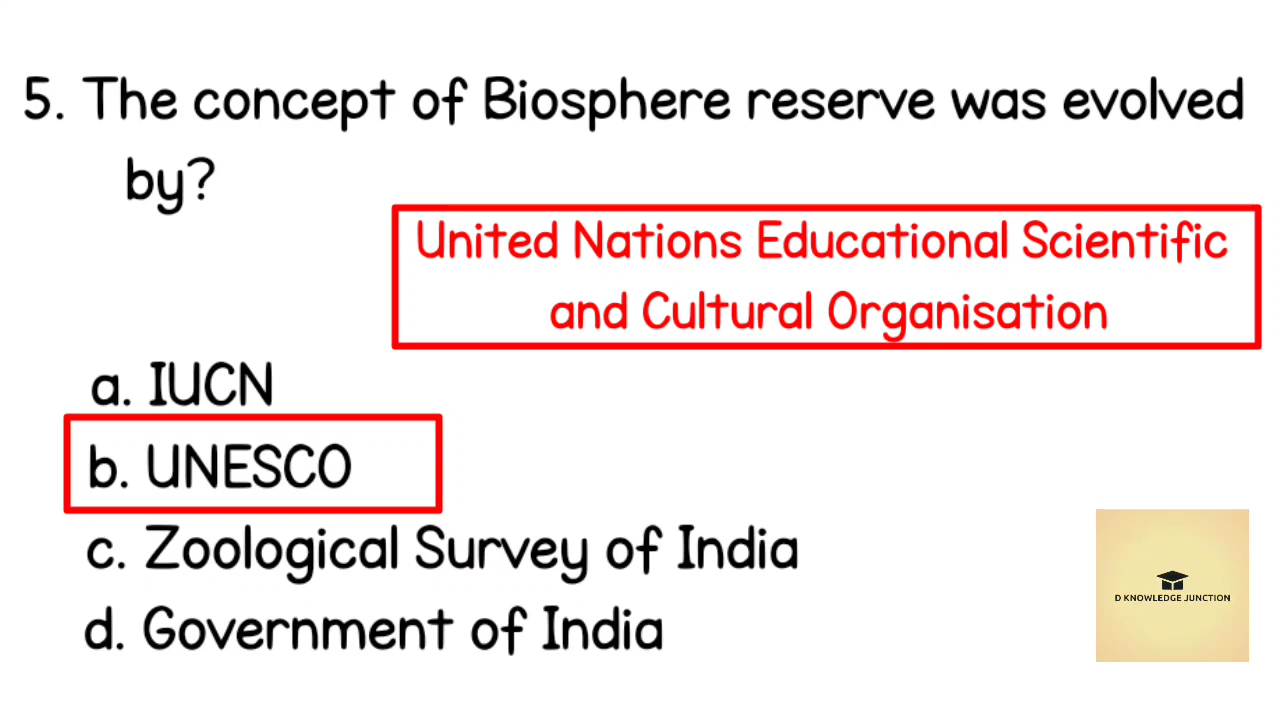 5. The concept of Biosphere reserve was evolved
by?
United Nations Educational Scientific
and Cultural Organisation
a. IUCN
b. UNESCO
c. Zoological Survey of India
d. Government of India
D KNOWLEDGE JUNCTION